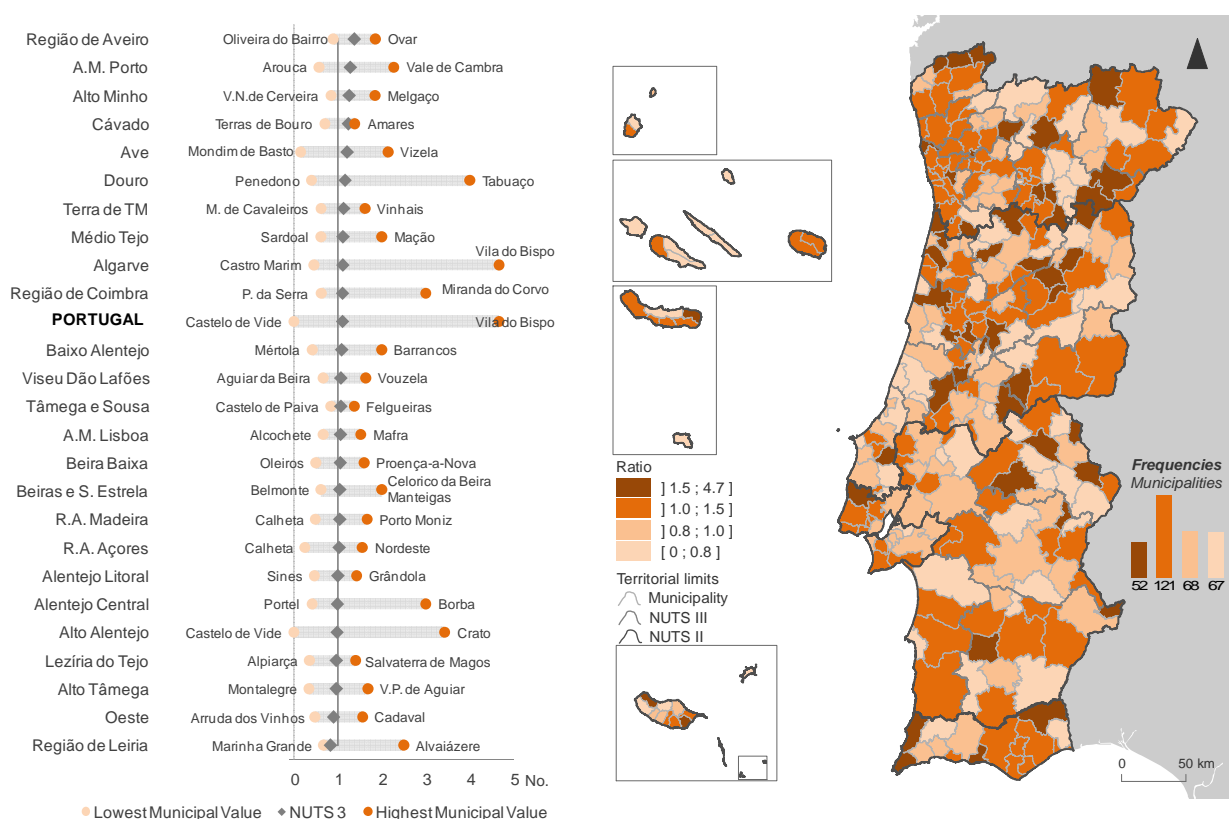 Região de Aveiro Oliveira do Bairro Ovar
A.M. Porto Arouca Vale de Cambra
Alto Minho V.N.de Cerveira Melgaço
Cávado Terras de Bouro Amares
Ave Mondim de Basto Vizela
Douro Penedono Tabuaço
Terra de TM M. de Cavaleiros Vinhais
Médio Tejo Sardoal Mação
Algarve Castro Marim Vila do Bispo
Região de Coimbra P. da Serra Miranda do Corvo
PORTUGAL Castelo de Vide Vila do Bispo
Baixo Alentejo Mértola Barrancos
Viseu Dão Lafões Aguiar da Beira Vouzela
Tâmega e Sousa Castelo de Paiva Felgueiras
A.M. Lisboa Alcochete Mafra
Beira Baixa Oleiros Proença-a-Nova
Beiras e S. Estrela Belmonte Celorico da Beira
Manteigas
R.A. Madeira Calheta Porto Moniz
R.A. Açores Calheta Nordeste
Alentejo Litoral Sines Grândola
Alentejo Central Portel Borba
Alto Alentejo Castelo de Vide Crato
Lezíria do Tejo Alpiarça Salvaterra de Magos
Alto Tâmega Montalegre V.P. de Aguiar
Oeste Arruda dos Vinhos Cadaval
Região de Leiria Marinha Grande Alvaiázere
0 1 2 3 4 5 No.
Lowest Municipal Value NUTS 3 Highest Municipal Value
Ratio
] 1.5 ; 4.7 ]
] 1.0 ; 1.5 ]
] 0.8 ; 1.0 ]
[ 0 ; 0.8 ]
Territorial limits
Municipality
NUTS III
NUTS II
Frequencies
Municipalities
52 121 68 67
0 50 km